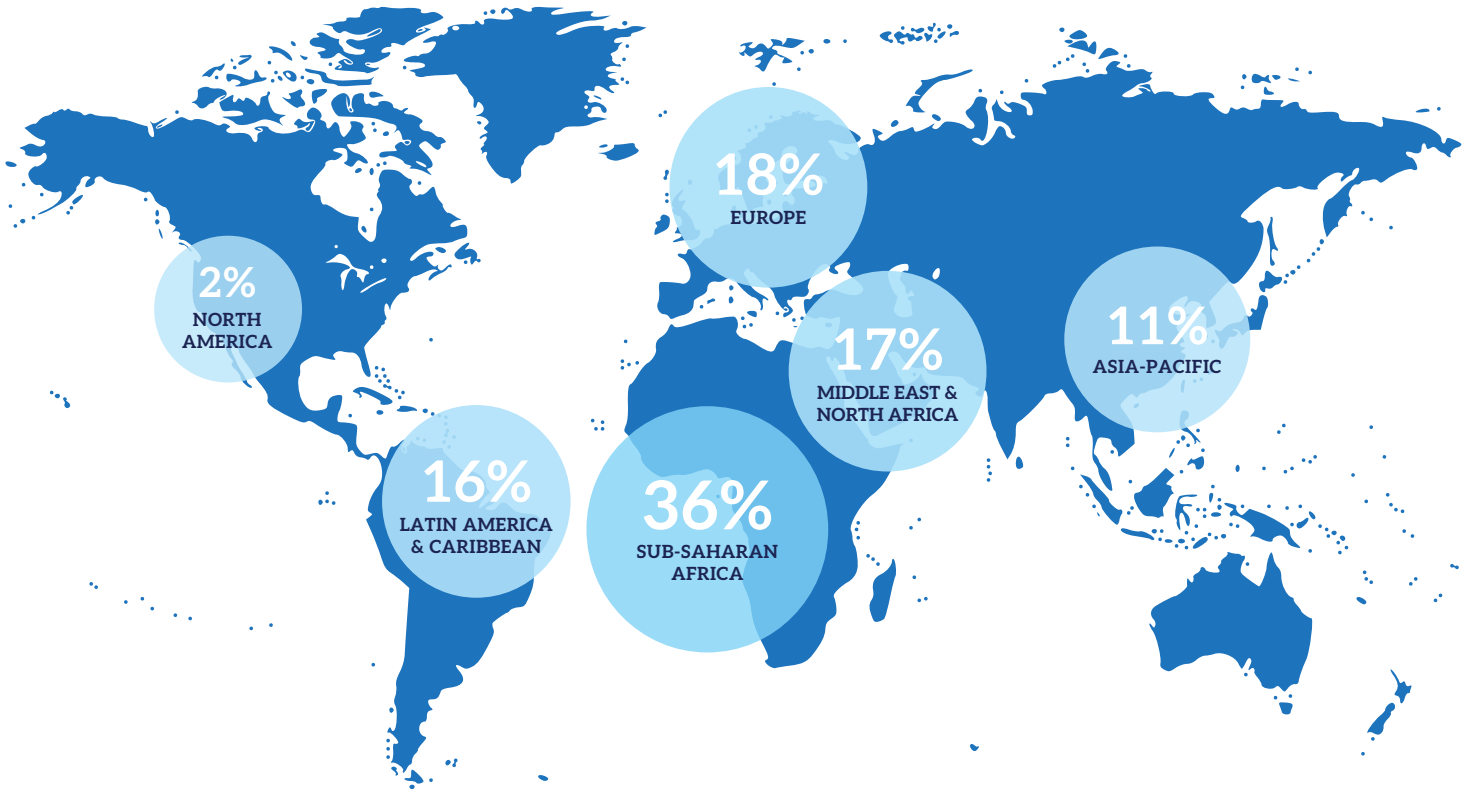 18%
EUROPE
2%
NORTH
AMERICA
11%
ASIA-PACIFIC
17%
MIDDLE EAST &
NORTH AFRICA
16%
LATIN AMERICA
& CARIBBEAN
36%
SUB-SAHARAN
AFRICA